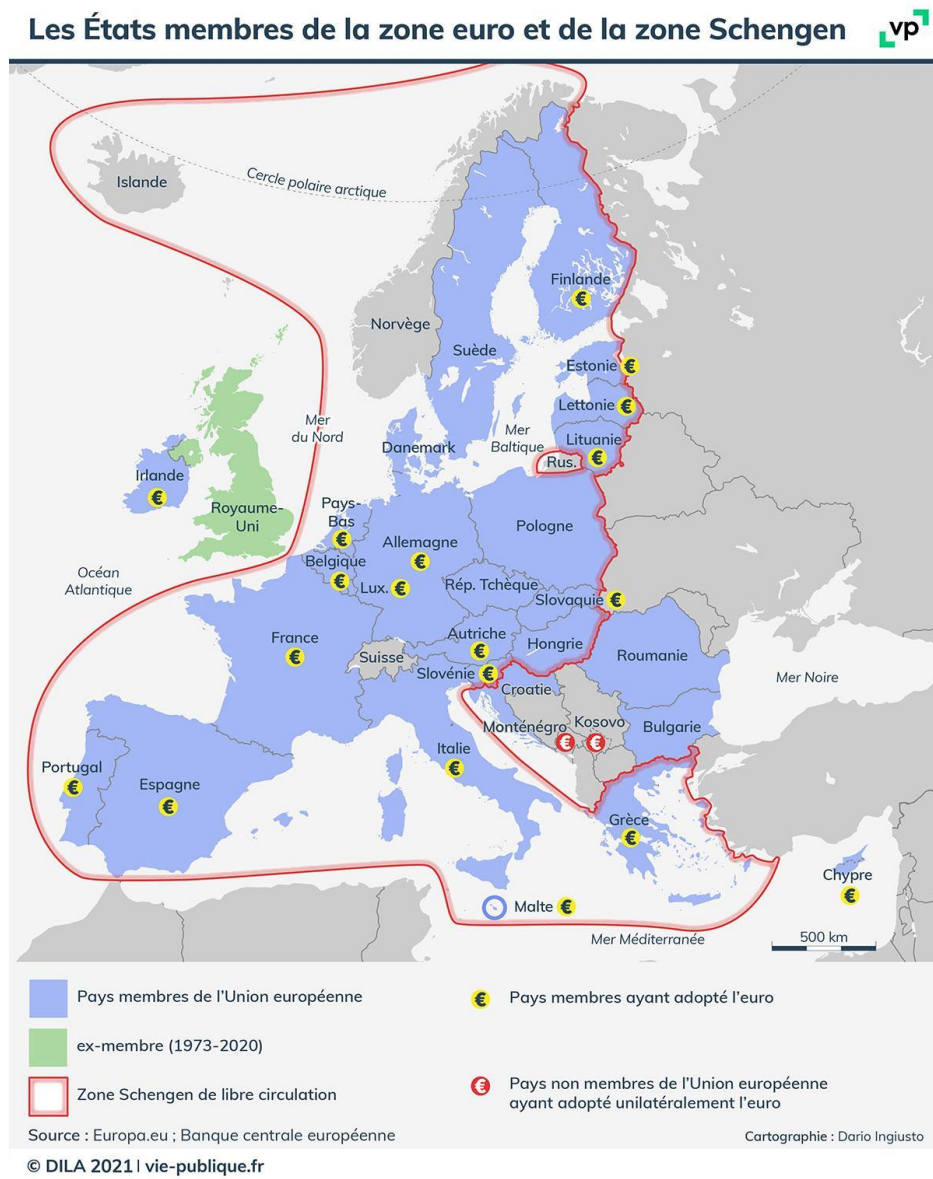 Les États membres de la zone euro et de la zone Schengen
vp
Islande
Cercle polaire arctique
Finlande
€
Norvège
Suède
Estonie €
Lettonie €
Mer
du Nord
Mer
Baltique
Danemark
Lituanie
€
Rus.
Irlande
€
Royaume-
Uni
Pays-
Bas
€
Pologne
Allemagne
€
Belgique
€
Océan
Atlantique
Lux. €
Rép. Tchèque
Slovaquie €
France
€
Autriche
€
Hongrie
Roumanie
Suisse
Slovénie €
Mer Noire
Croatie
Monténégro
€
Kosovo
€
Bulgarie
Italie
€
Portugal
€
Espagne
€
Grèce
€
Chypre
€
Malte €
Mer Méditerranée
500 km
Pays membres de l'Union européenne
€ Pays membres ayant adopté l'euro
ex-membre (1973-2020)
Zone Schengen de libre circulation
€ Pays non membres de l'Union européenne
ayant adopté unilatéralement l'euro
Source : Europa.eu ; Banque centrale européenne
Cartographie : Dario Ingiusto
© DILA 2021 | vie-publique.fr